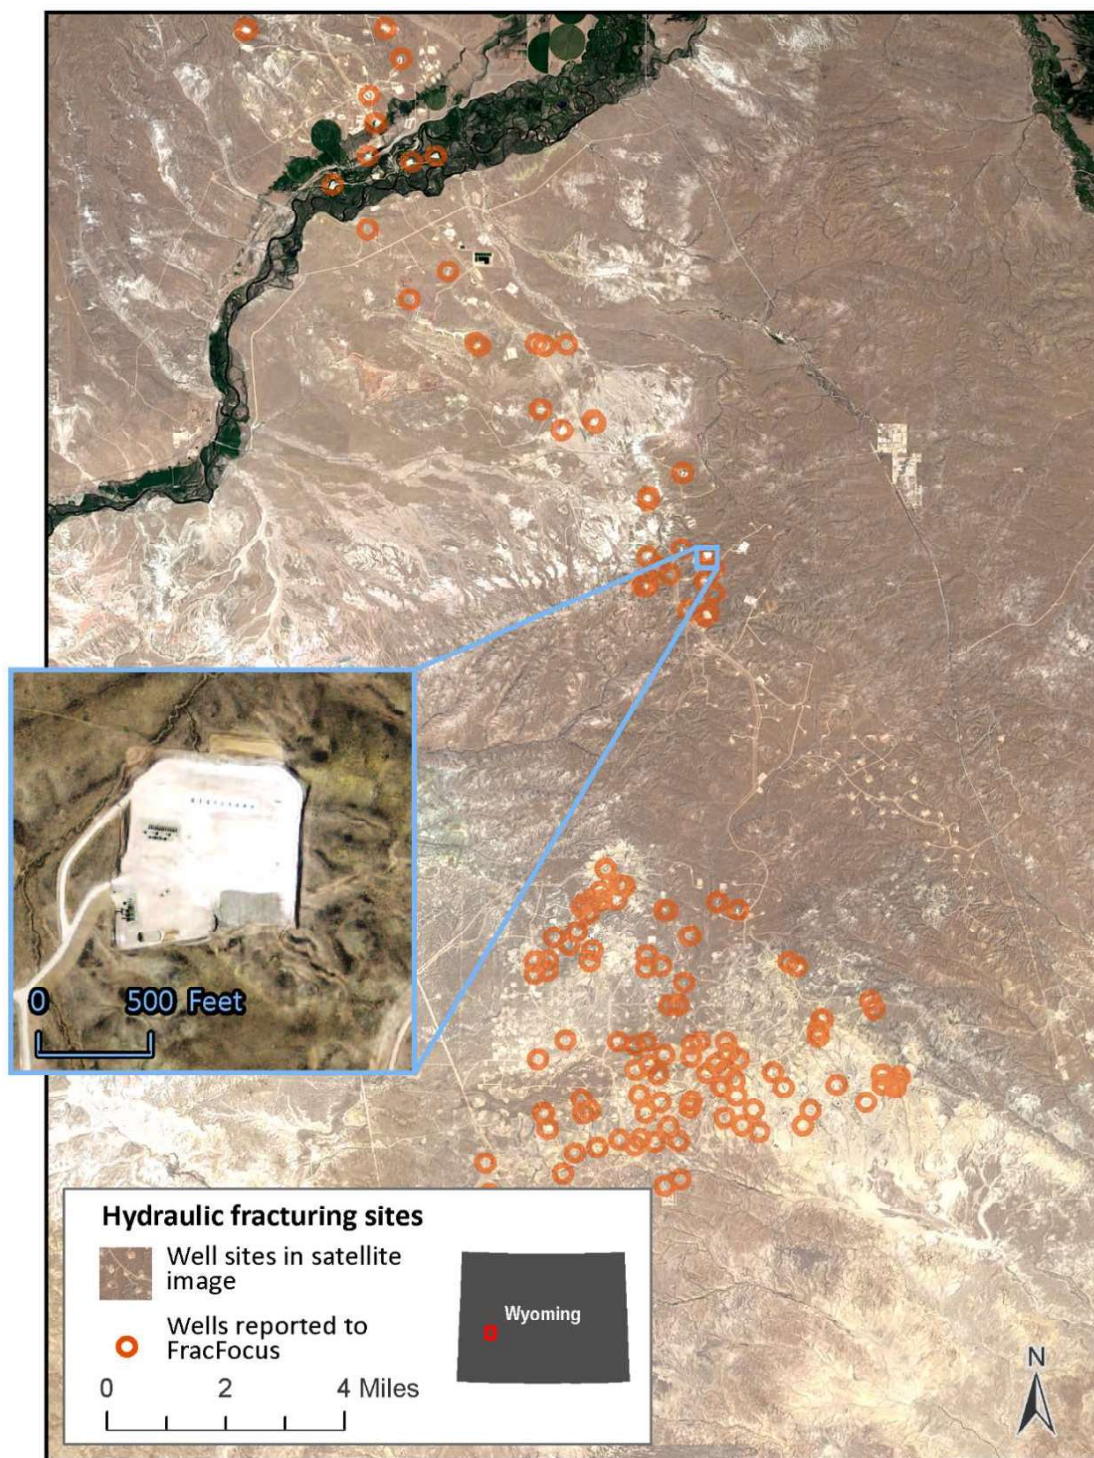 0 500 Feet
Hydraulic fracturing sites
Well sites in satellite
image
Wells reported to
FracFocus
0 2 4 Miles
Wyoming
N